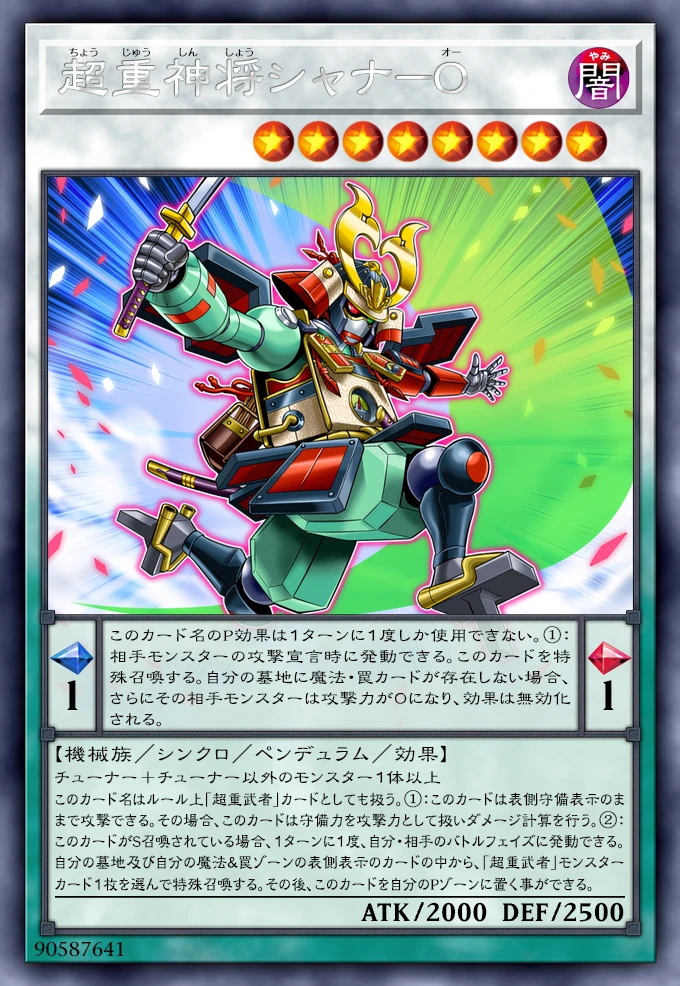 ちょう じゅう しん しょう オー
超重神将シャナ－O
やみ
闇
このカード名のP効果は1ターンに1度しか使用できない。①：
相手モンスターの攻撃宣言時に発動できる。このカードを特
殊召喚する。自分の墓地に魔法・罠カードが存在しない場合、
さらにその相手モンスターは攻撃力が0になり、効果は無効化
される。
1
1
【機械族／シンクロ／ペンデュラム／効果】
チューナー＋チューナー以外のモンスター1体以上
このカード名はルール上「超重武者」カードとしても扱う。①：このカードは表側守備表示のま
まで攻撃できる。その場合、このカードは守備力を攻撃力として扱いダメージ計算を行う。②：
このカードがS召喚されている場合、1ターンに1度、自分・相手のバトルフェイズに発動できる。
自分の墓地及び自分の魔法&罠ゾーンの表側表示のカードの中から、「超重武者」モンスター
カード1枚を選んで特殊召喚する。その後、このカードを自分のPゾーンに置く事ができる。
ATK/2000 DEF/2500
90587641